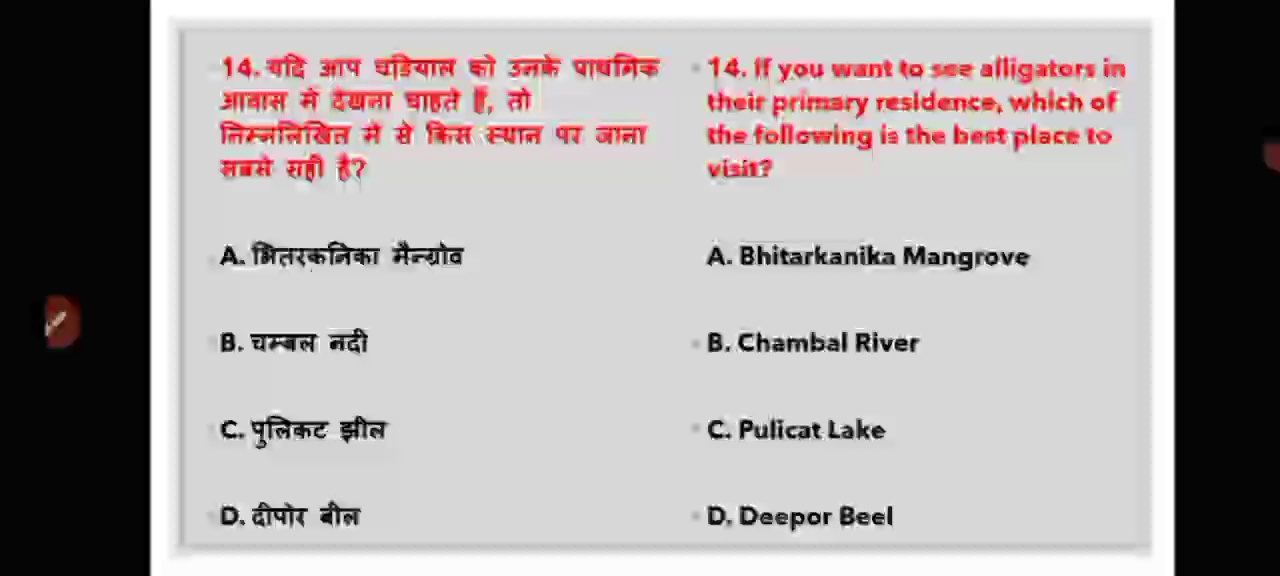 14. यदि आप घड़ियाल को उनके प्राथमिक
आवास में देखना चाहते हैं, तो
निम्नलिखित में से किस स्थान पर जाना
सबसे सही है?
A. भितरकनिका मैन्ग्रोव
B. चम्बल नदी
C. पुलिकट झील
D. दीपोर बील
14. If you want to see alligators in
their primary residence, which of
the following is the best place to
visit?
A. Bhitarkanika Mangrove
B. Chambal River
C. Pulicat Lake
D. Deepor Beel